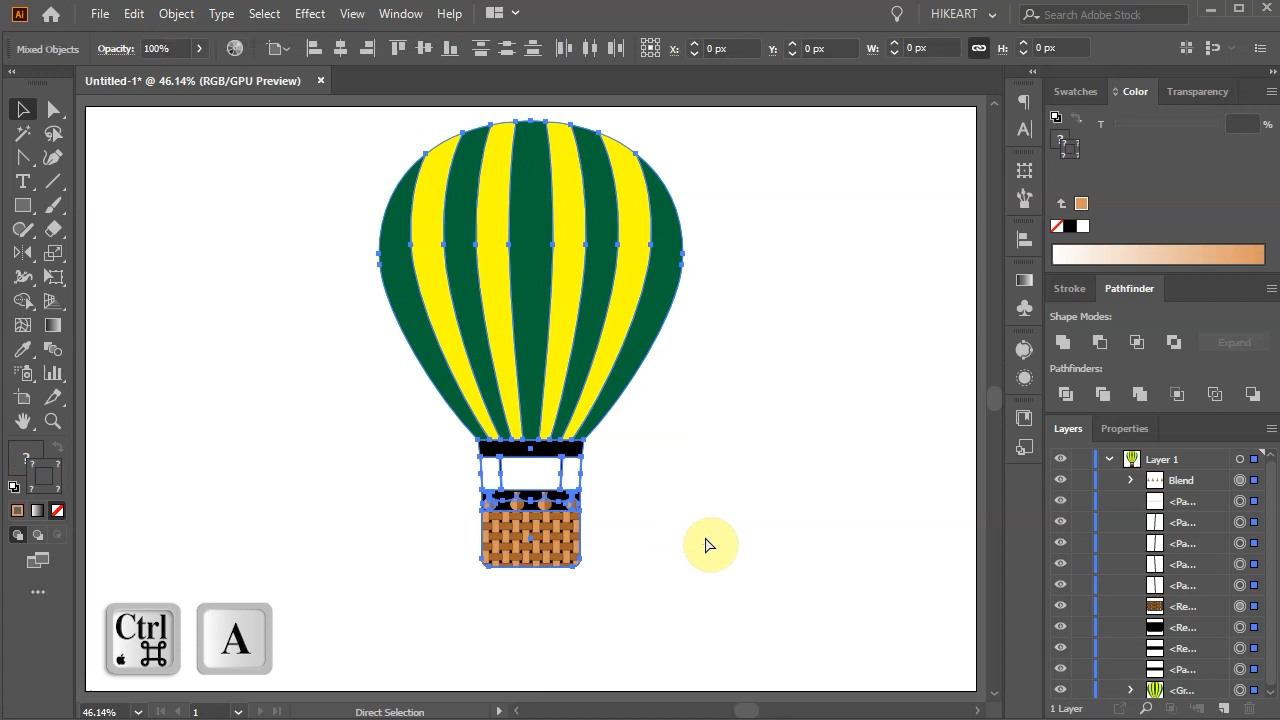 Ai
File Edit Object Type Select Effect View Window Help
HIKEART
Search Adobe Stock
Mixed Objects
Opacity: 100%
X: 0 px
Y: 0 px
W: 0 px
H: 0 px
Untitled-1* @ 46.14% (RGB/GPU Preview)
Swatches Color Transparency
T
%
Stroke Pathfinder
Shape Modes:
Expand
Pathfinders:
Layers Properties
Layer 1
Blend
<Pa...
<Pa...
<Pa...
<Pa...
<Pa...
<Re...
<Re...
<Re...
<Pa...
<Gr...
1 Layer
Ctrl
A
46.14%
1
Direct Selection